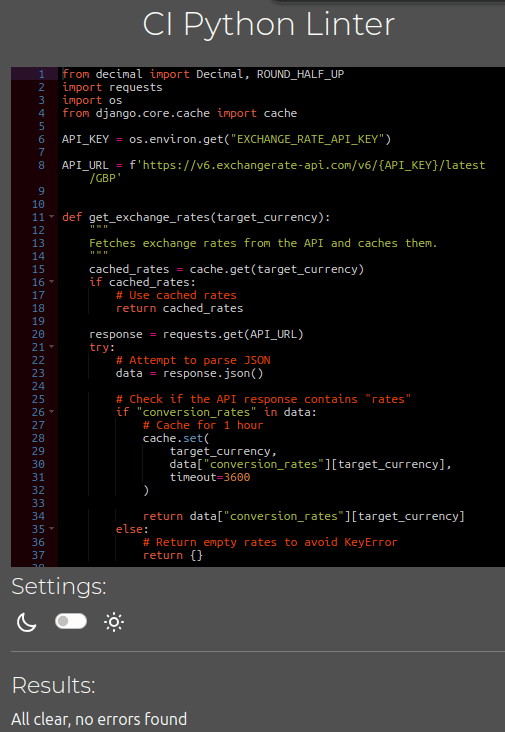 CI Python Linter
1 from decimal import Decimal, ROUND_HALF_UP
2 import requests
3 import os
4 from django.core.cache import cache
5
6 API_KEY = os.environ.get("EXCHANGE_RATE_API_KEY")
7
8 API_URL = f'https://v6.exchangerate-api.com/v6/{API_KEY}/latest
/GBP'
9
10
11 def get_exchange_rates(target_currency):
12 """
13 Fetches exchange rates from the API and caches them.
14 """
15 cached_rates = cache.get(target_currency)
16 if cached_rates:
17 # Use cached rates
18 return cached_rates
19
20 response = requests.get(API_URL)
21 try:
22 # Attempt to parse JSON
23 data = response.json()
24
25 # Check if the API response contains "rates"
26 if "conversion_rates" in data:
27 # Cache for 1 hour
28 cache.set(
29 target_currency,
30 data["conversion_rates"][target_currency],
31 timeout=3600
32 )
33
34 return data["conversion_rates"][target_currency]
35 else:
36 # Return empty rates to avoid KeyError
37 return {}
Settings:
Results:
All clear, no errors found